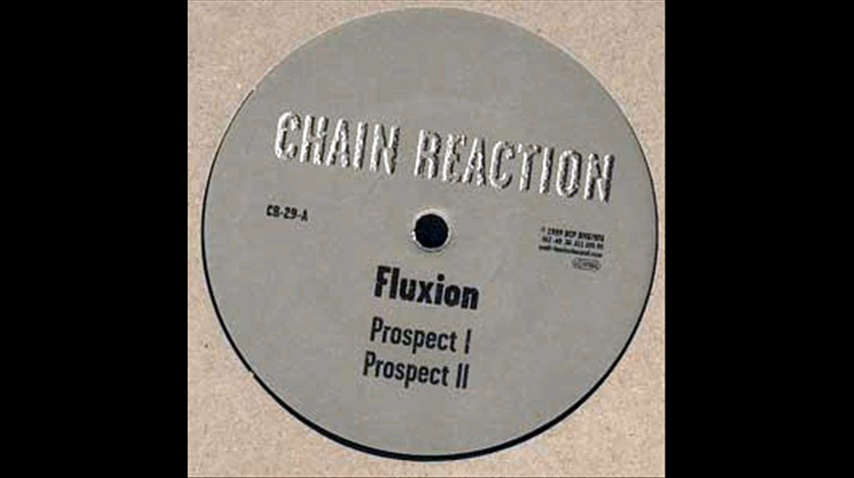 CHAIN REACTION
CR-29-A
Fluxion
Prospect I
Prospect II